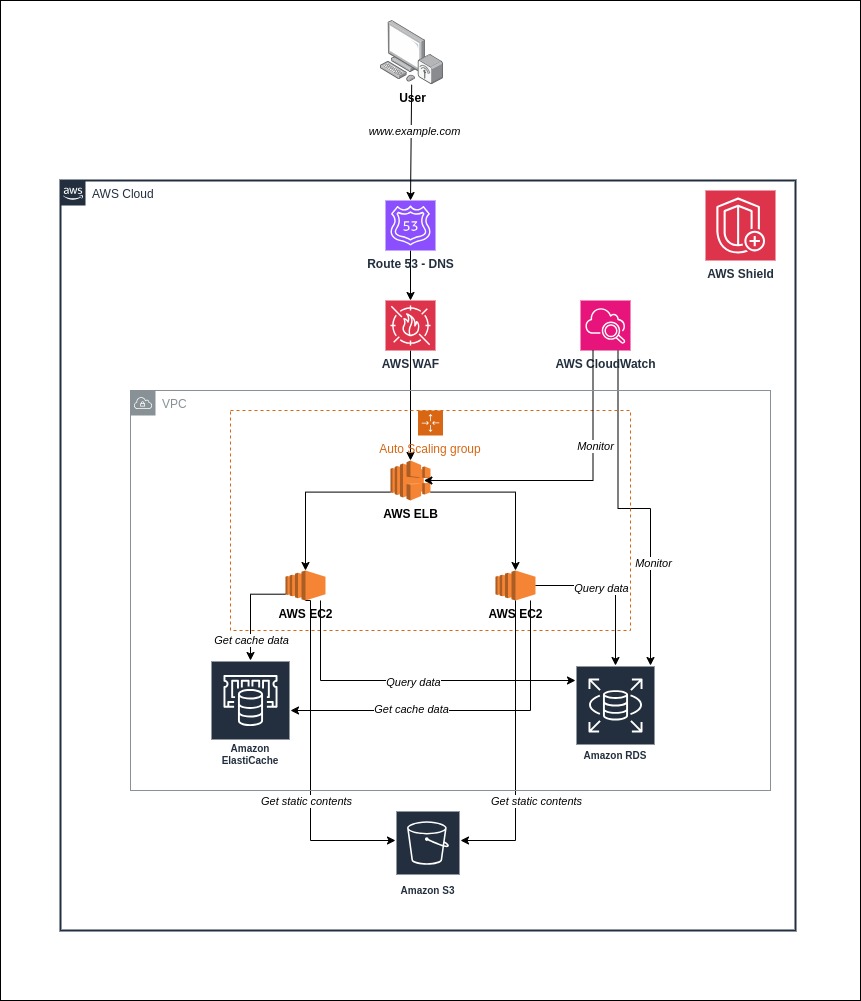 User
www.example.com
aws
AWS Cloud
53
Route 53 - DNS
AWS Shield
AWS WAF
AWS CloudWatch
VPC
Auto Scaling group
Monitor
AWS ELB
Monitor
Query data
AWS EC2
AWS EC2
Get cache data
Query data
Get cache data
Amazon
ElastiCache
Amazon RDS
Get static contents
Get static contents
Amazon S3